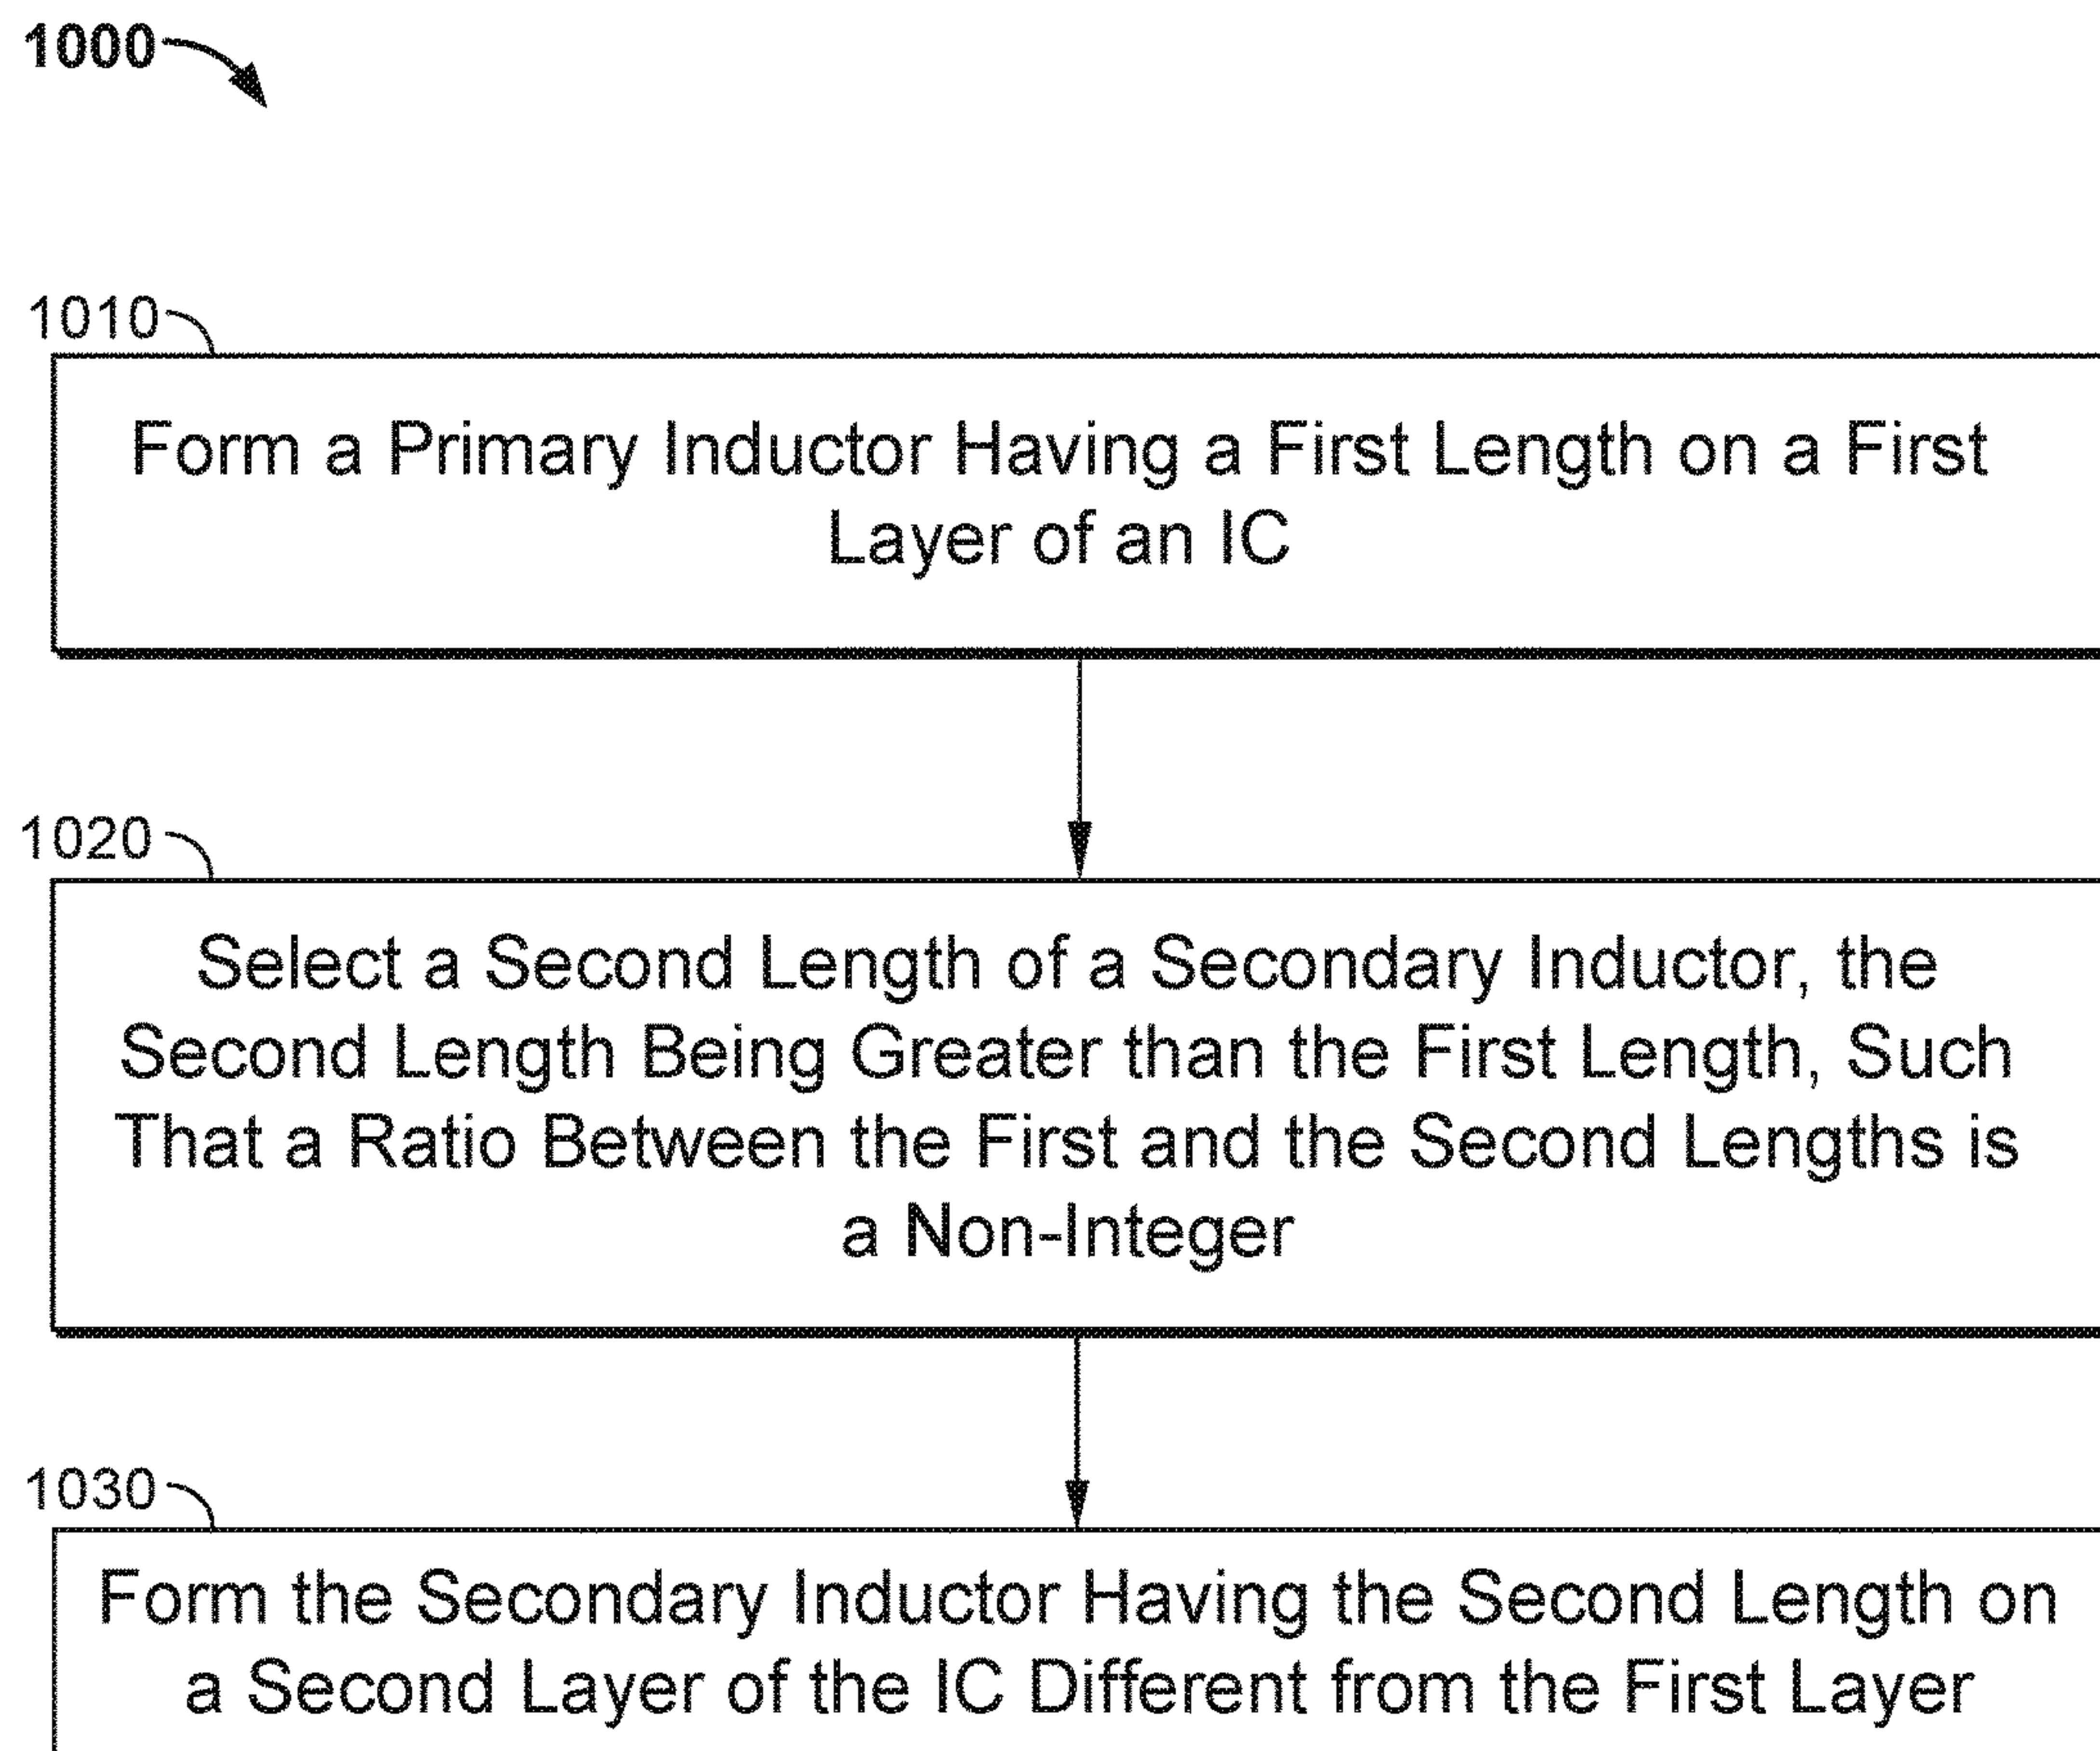 1000
1010
Form a Primary Inductor Having a First Length on a First
Layer of an IC
1020
Select a Second Length of a Secondary Inductor, the
Second Length Being Greater than the First Length, Such
That a Ratio Between the First and the Second Lengths is
a Non-Integer
1030
Form the Secondary Inductor Having the Second Length on
a Second Layer of the IC Different from the First Layer